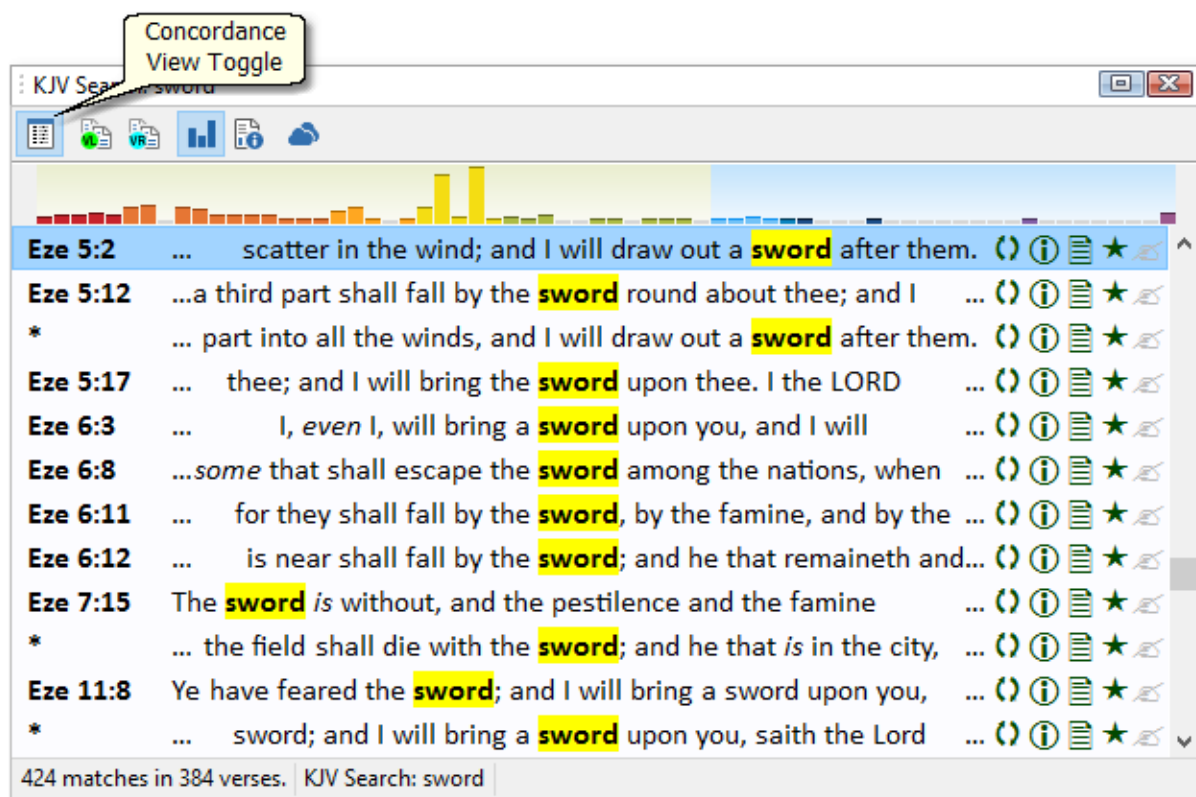 Concordance
View Toggle
KJV Sear sword
VL VR
Eze 5:2 ... scatter in the wind; and I will draw out a sword after them.
Eze 5:12 ...a third part shall fall by the sword round about thee; and I ...
* ... part into all the winds, and I will draw out a sword after them.
Eze 5:17 ... thee; and I will bring the sword upon thee. I the LORD ...
Eze 6:3 ... I, even I, will bring a sword upon you, and I will ...
Eze 6:8 ...some that shall escape the sword among the nations, when ...
Eze 6:11 ... for they shall fall by the sword, by the famine, and by the ...
Eze 6:12 ... is near shall fall by the sword; and he that remaineth and...
Eze 7:15 The sword is without, and the pestilence and the famine ...
* ... the field shall die with the sword; and he that is in the city, ...
Eze 11:8 Ye have feared the sword; and I will bring a sword upon you, ...
* ... sword; and I will bring a sword upon you, saith the Lord ...
424 matches in 384 verses. KJV Search: sword